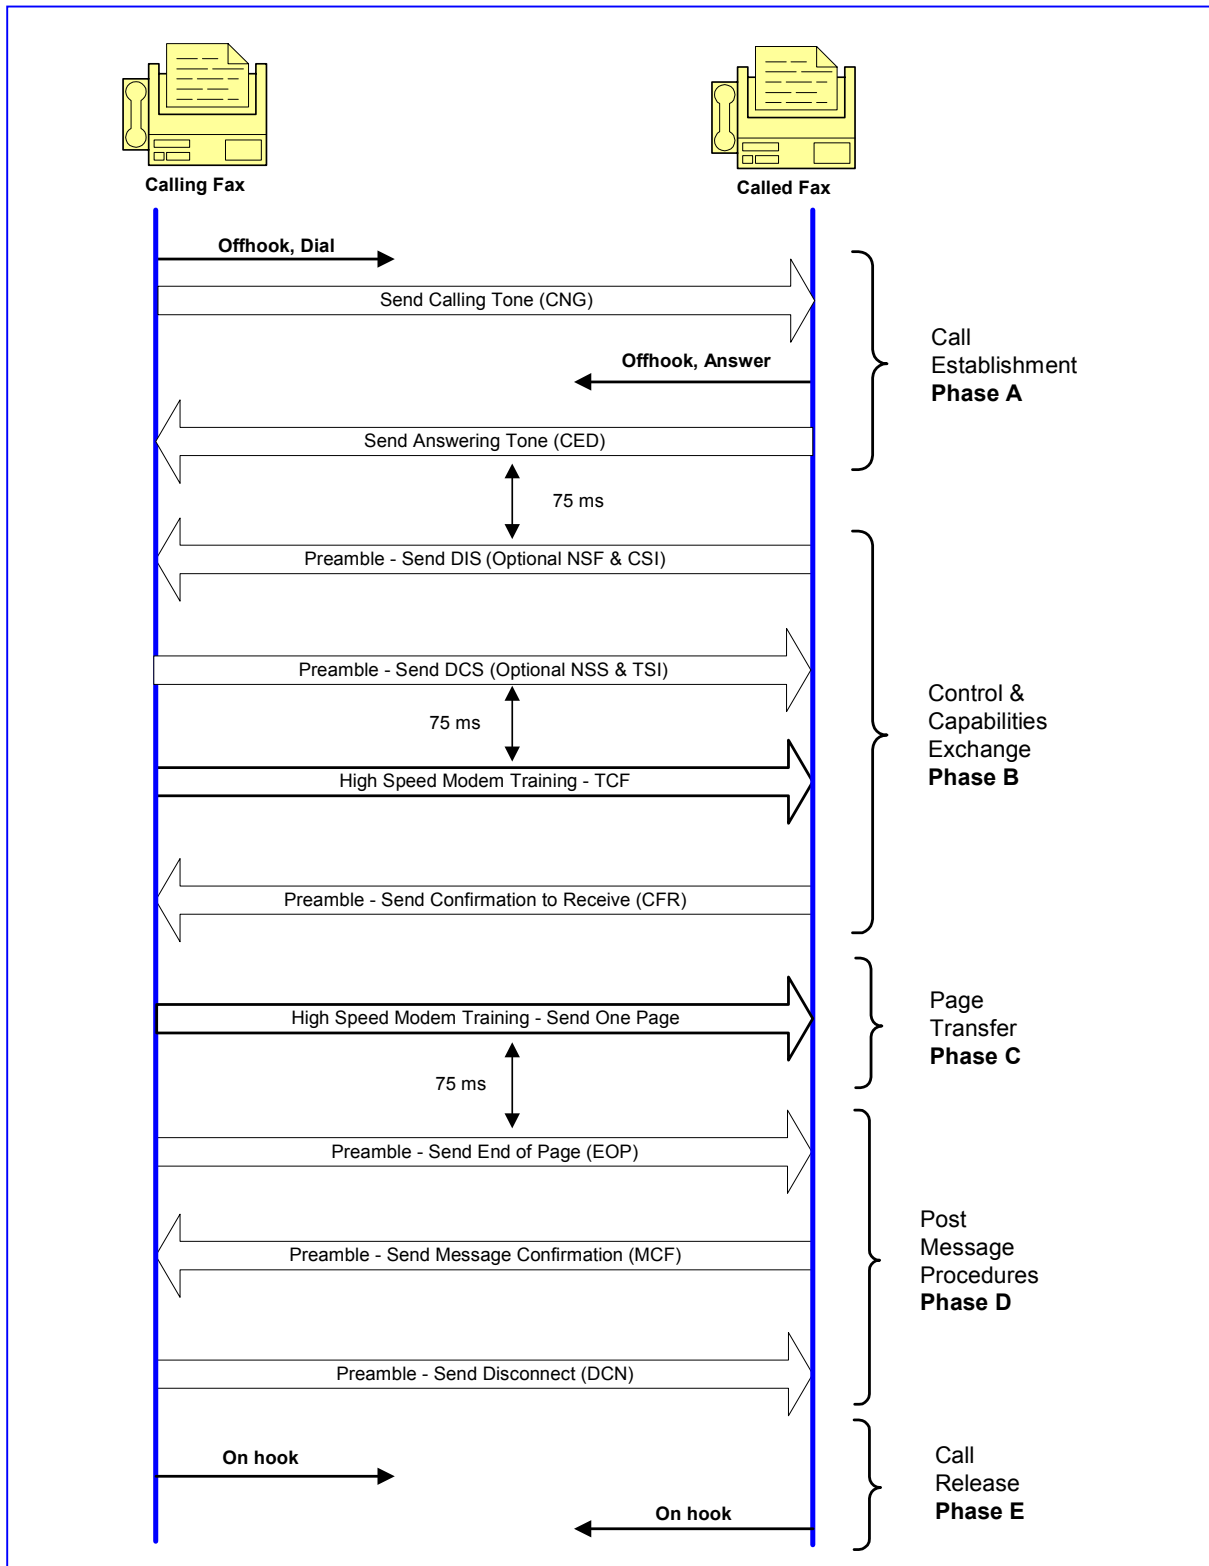 Calling Fax
Called Fax
Offhook, Dial
Send Calling Tone (CNG)
Offhook, Answer
Send Answering Tone (CED)
75 ms
Call
Establishment
Phase A
Preamble - Send DIS (Optional NSF & CSI)
Preamble - Send DCS (Optional NSS & TSI)
75 ms
High Speed Modem Training - TCF
Preamble - Send Confirmation to Receive (CFR)
Control &
Capabilities
Exchange
Phase B
High Speed Modem Training - Send One Page
75 ms
Page
Transfer
Phase C
Preamble - Send End of Page (EOP)
Preamble - Send Message Confirmation (MCF)
Preamble - Send Disconnect (DCN)
Post
Message
Procedures
Phase D
On hook
On hook
Call
Release
Phase E